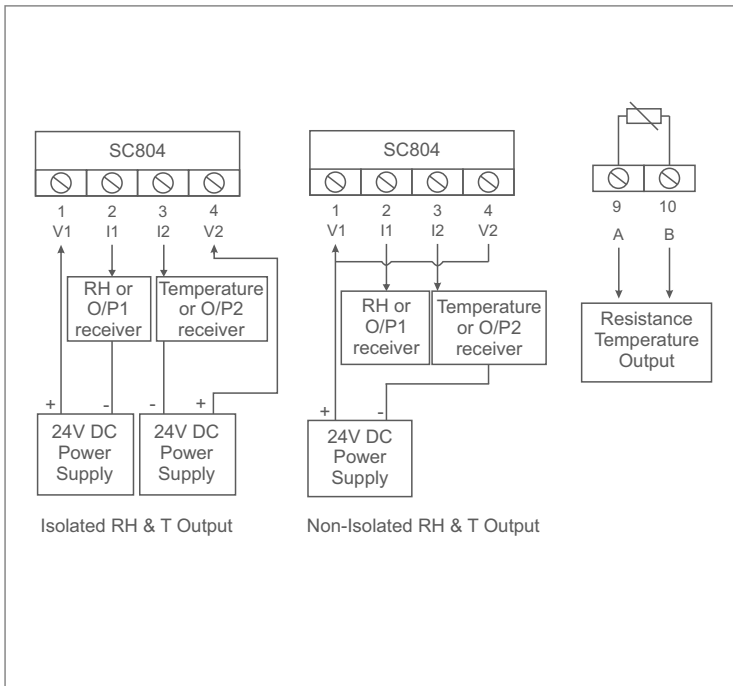 SC804
1 2 3 4
V1 I1 I2 V2
RH or
O/P1
receiver
Temperature
or O/P2
receiver
+ - - +
24V DC
Power
Supply
24V DC
Power
Supply
Isolated RH & T Output
SC804
1 2 3 4
V1 I1 I2 V2
RH or
O/P1
receiver
Temperature
or O/P2
receiver
+ -
24V DC
Power
Supply
Non-Isolated RH & T Output
9 10
A B
Resistance
Temperature
Output